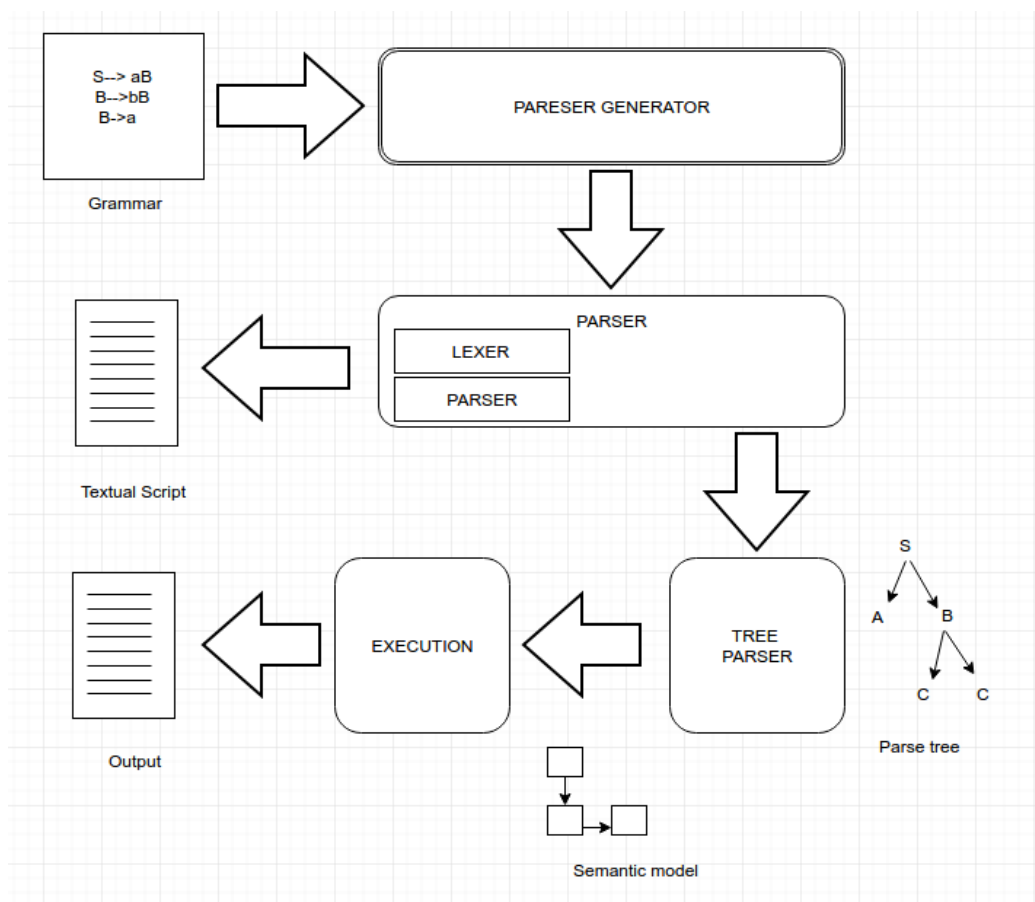 S--> aB
B-->bB
B->a
PARESER GENERATOR
Grammar
PARSER
LEXER
PARSER
Textual Script
S
A
B
TREE
PARSER
EXECUTION
C
C
Parse tree
Output
Semantic model